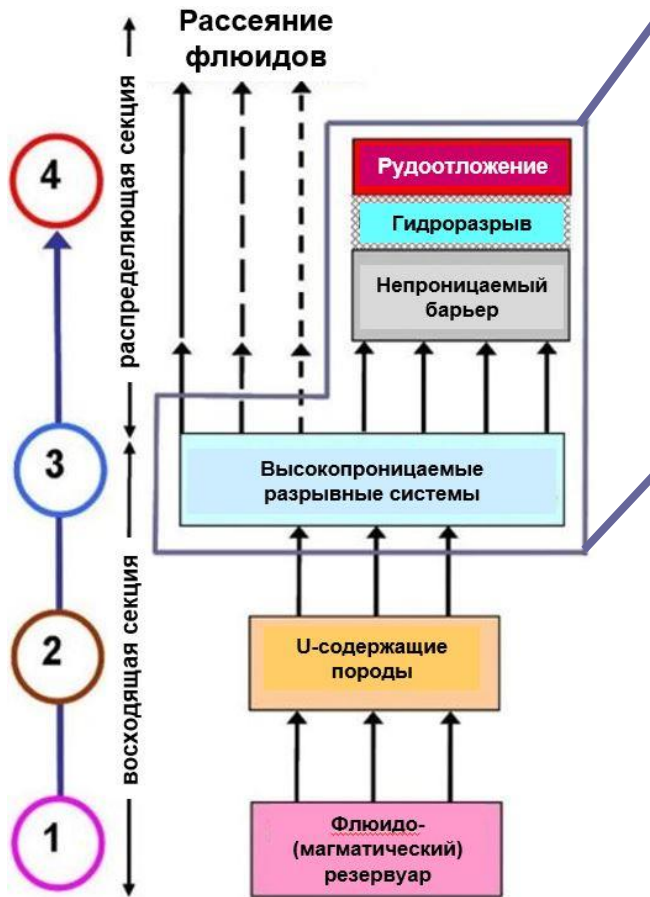 Рассеяние
флюидов
распределяющая секция
4
Рудоотложение
Гидроразрыв
Непроницаемый
барьер
3
Высокопроницаемые
разрывные системы
восходящая секция
2
U-содержащие
породы
1
Флюидо-
(магматический)
резервуар